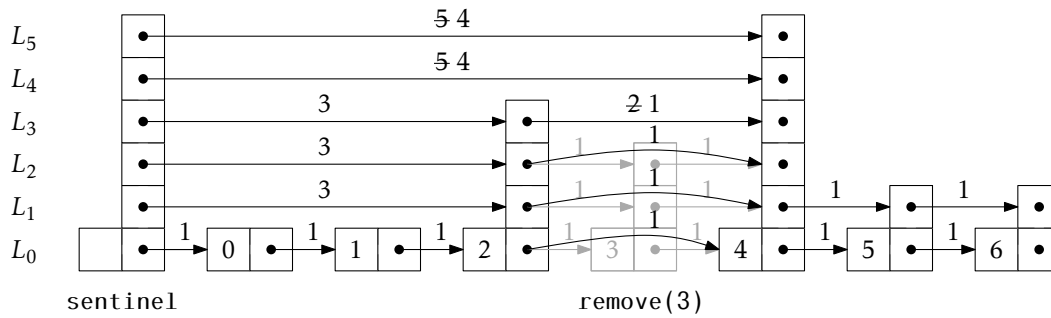 L5 5 4
L4 5 4
L3 3 2 1
L2 3 1 1 1
L1 3 1 1 1 1 1
L0 1 0 1 1 1 2 1 3 1 1 4 1 5 1 6
sentinel remove(3)